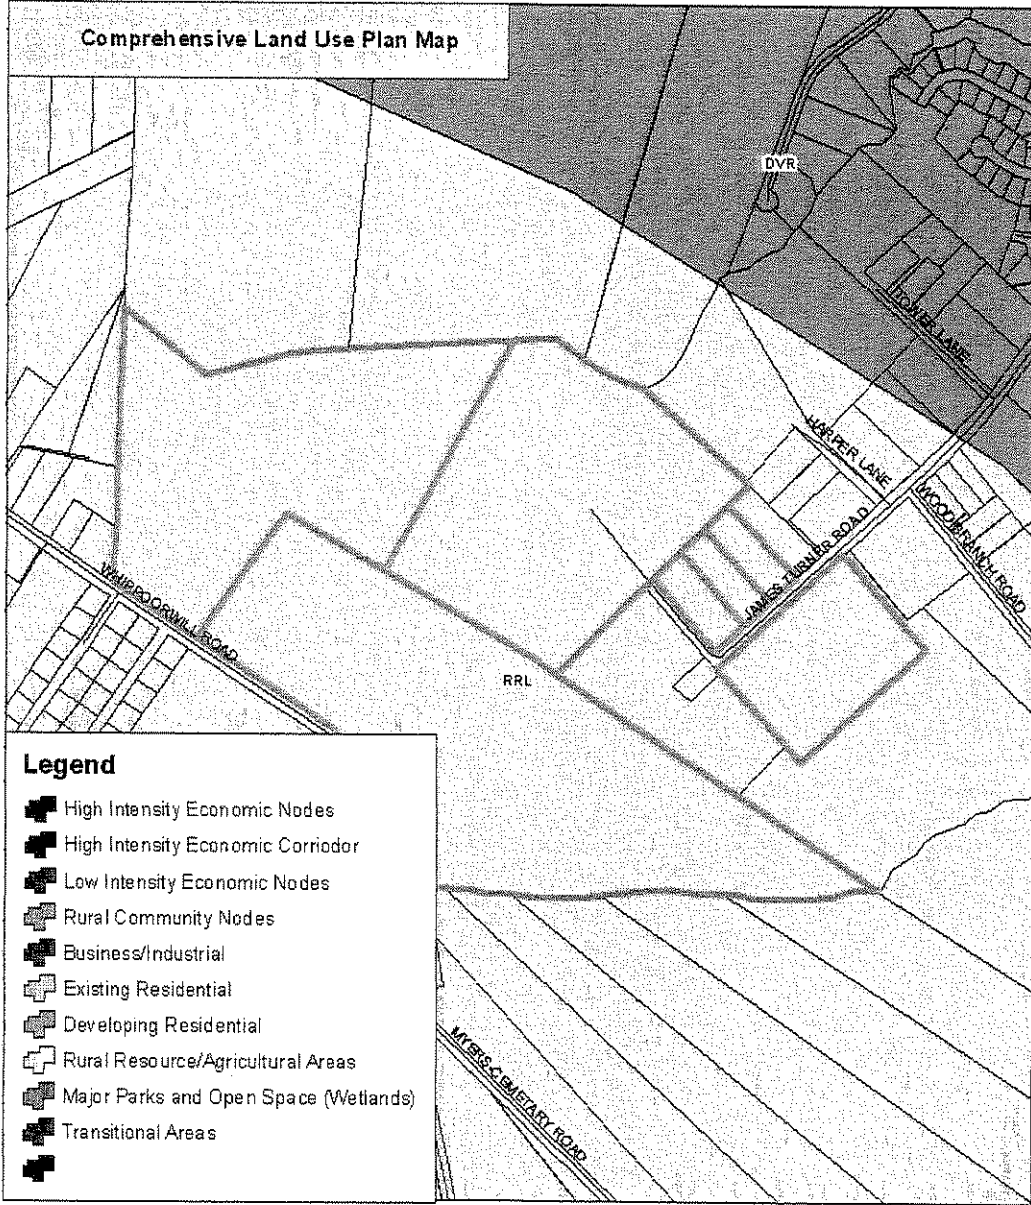 Comprehensive Land Use Plan Map
DVR
TOWER LANE
HARPER LANE
WOODBRANCH ROAD
JAMES TURNER ROAD
WHIPPOORWILL ROAD
RRL
Legend
High Intensity Economic Nodes
High Intensity Economic Corriodor
Low Intensity Economic Nodes
Rural Community Nodes
Business/Industrial
Existing Residential
Developing Residential
Rural Resource/Agricultural Areas
Major Parks and Open Space (Wetlands)
Transitional Areas
MYERS CEMETARY ROAD